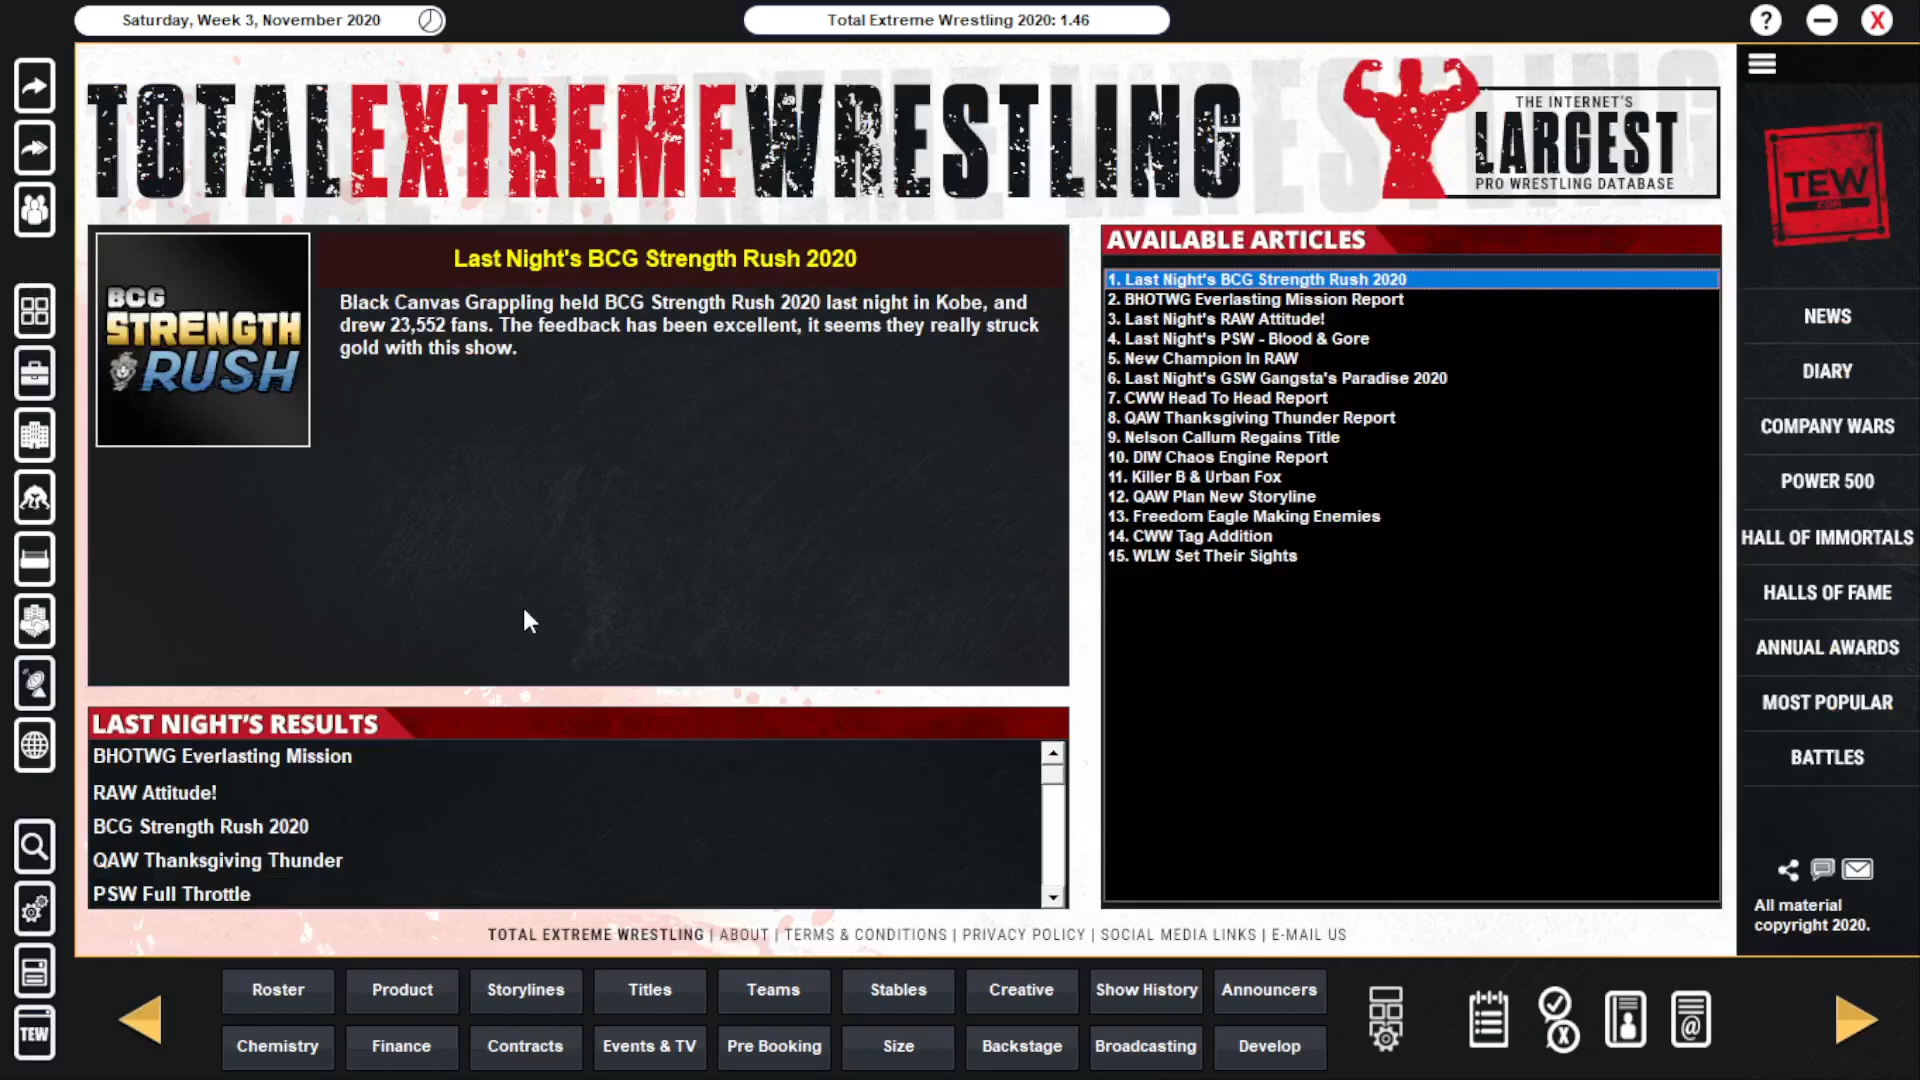 Saturday, Week 3, November 2020
Total Extreme Wrestling 2020: 1.46
?
X
TOTALEXTREMEWRESTLING
THE INTERNET'S
LARGEST
PRO WRESTLING DATABASE
TEW
.COM
BCG
STRENGTH
RUSH
Last Night's BCG Strength Rush 2020
Black Canvas Grappling held BCG Strength Rush 2020 last night in Kobe, and
drew 23,552 fans. The feedback has been excellent, it seems they really struck
gold with this show.
AVAILABLE ARTICLES
1. Last Night's BCG Strength Rush 2020
2. BHOTWG Everlasting Mission Report
3. Last Night's RAW Attitude!
4. Last Night's PSW - Blood & Gore
5. New Champion In RAW
6. Last Night's GSW Gangsta's Paradise 2020
7. CWW Head To Head Report
8. QAW Thanksgiving Thunder Report
9. Nelson Callum Regains Title
10. DIW Chaos Engine Report
11. Killer B & Urban Fox
12. QAW Plan New Storyline
13. Freedom Eagle Making Enemies
14. CWW Tag Addition
15. WLW Set Their Sights
LAST NIGHT'S RESULTS
BHOTWG Everlasting Mission
RAW Attitude!
BCG Strength Rush 2020
QAW Thanksgiving Thunder
PSW Full Throttle
TOTAL EXTREME WRESTLING | ABOUT | TERMS & CONDITIONS | PRIVACY POLICY | SOCIAL MEDIA LINKS | E-MAIL US
NEWS
DIARY
COMPANY WARS
POWER 500
HALL OF IMMORTALS
HALLS OF FAME
ANNUAL AWARDS
MOST POPULAR
BATTLES
All material
copyright 2020.
TEW
Roster
Product
Storylines
Titles
Teams
Stables
Creative
Show History
Announcers
Chemistry
Finance
Contracts
Events & TV
Pre Booking
Size
Backstage
Broadcasting
Develop